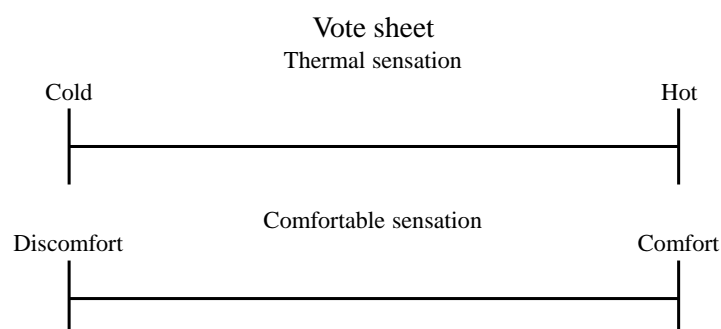 Vote sheet
Thermal sensation
Cold Hot
Comfortable sensation
Discomfort Comfort